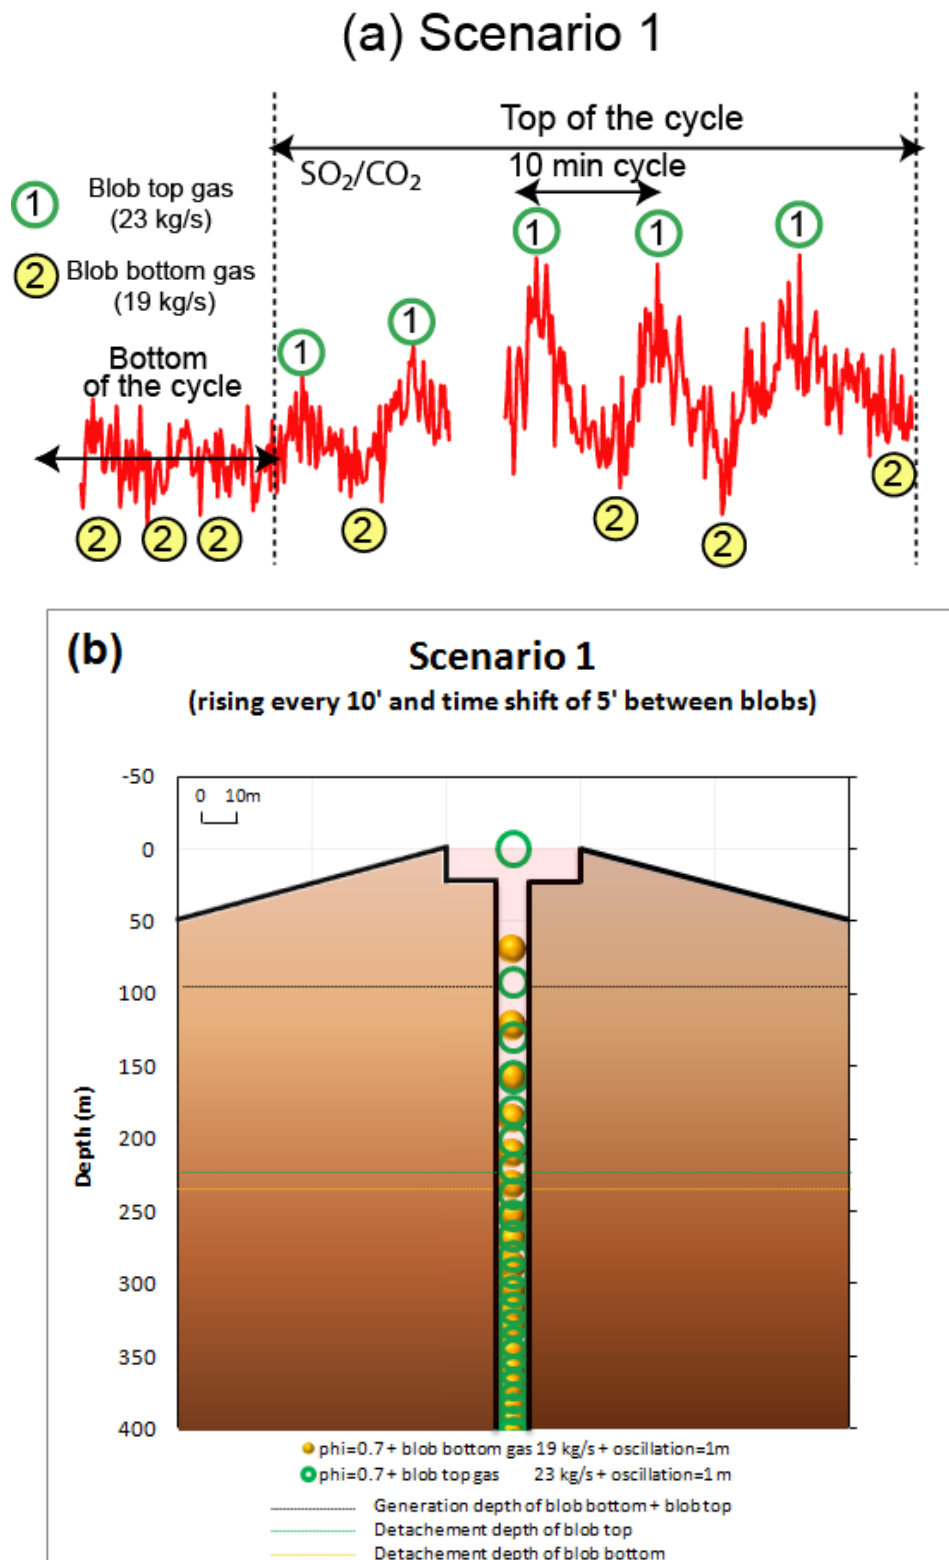 (a) Scenario 1
Top of the cycle
SO₂/CO₂
10 min cycle
1
Blob top gas
(23 kg/s)
2
Blob bottom gas
(19 kg/s)
Bottom
of the cycle
1
1
1
1
1
2
2
2
2
2
2
2
(b)
Scenario 1
(rising every 10' and time shift of 5' between blobs)
-50
0 10m
0
50
100
150
200
250
300
350
400
Depth (m)
phi=0.7 + blob bottom gas 19 kg/s + oscillation=1m
phi=0.7 + blob top gas 23 kg/s + oscillation=1m
Generation depth of blob bottom + blob top
Detachement depth of blob top
Detachement depth of blob bottom